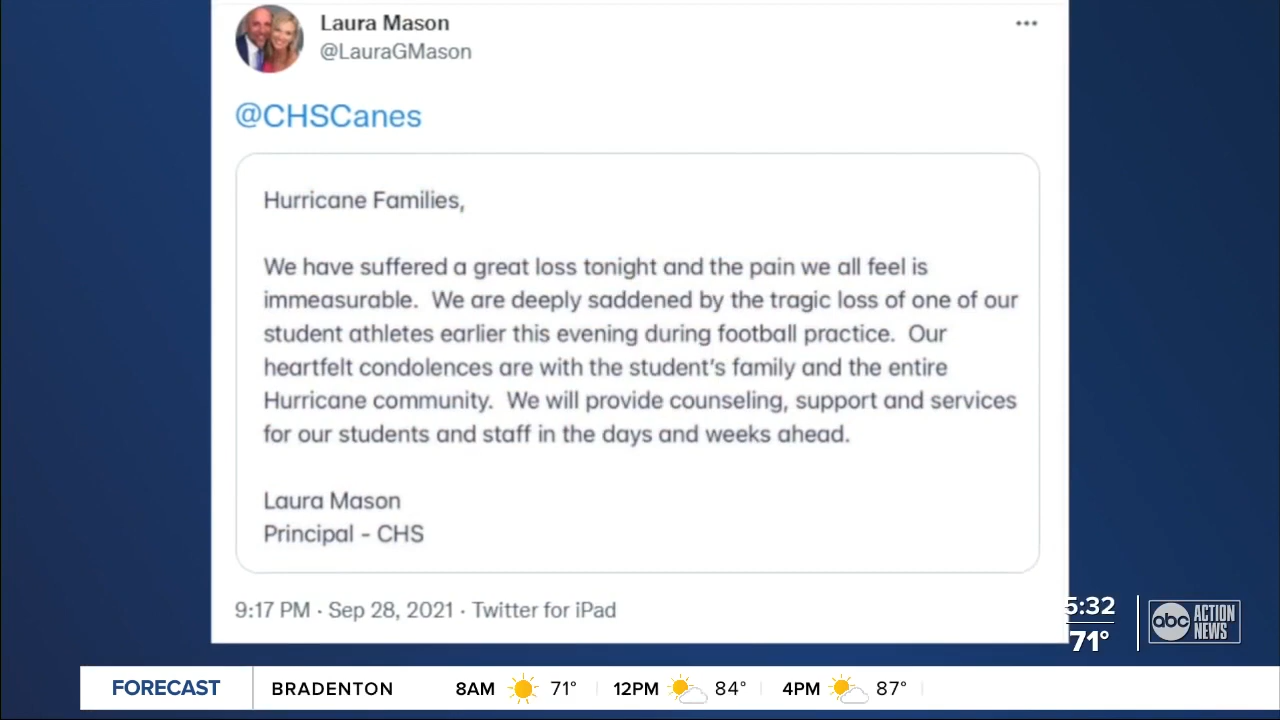 Laura Mason
@LauraGMason
@CHSCanes
Hurricane Families,
We have suffered a great loss tonight and the pain we all feel is
immeasurable.  We are deeply saddened by the tragic loss of one of our
student athletes earlier this evening during football practice.  Our
heartfelt condolences are with the student's family and the entire
Hurricane community.  We will provide counseling, support and services
for our students and staff in the days and weeks ahead.
Laura Mason
Principal - CHS
9:17 PM · Sep 28, 2021 · Twitter for iPad
5:32
71°
abc ACTION NEWS
FORECAST
BRADENTON 8AM 71° 12PM 84° 4PM 87°